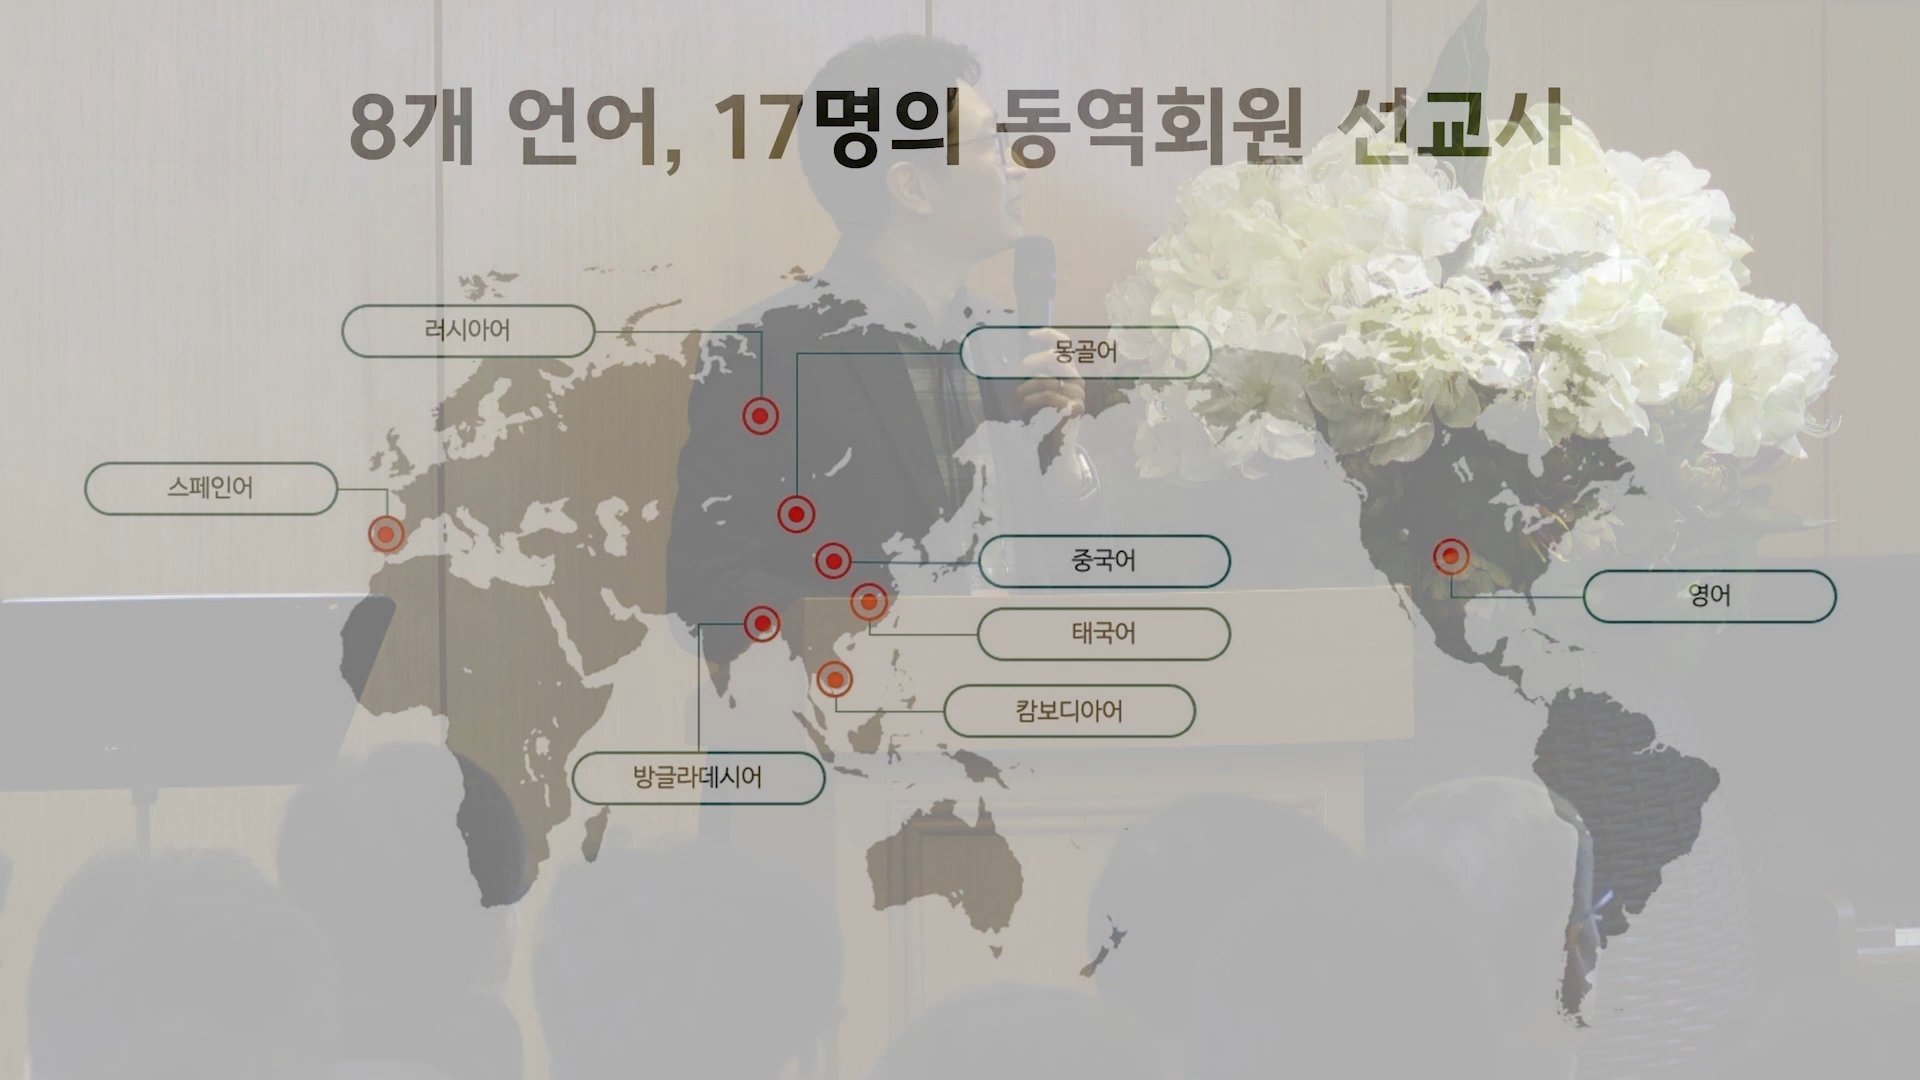 8개 언어, 17명의 동역회원 선교사
러시아어
몽골어
스페인어
중국어
영어
태국어
캄보디아어
방글라데시어